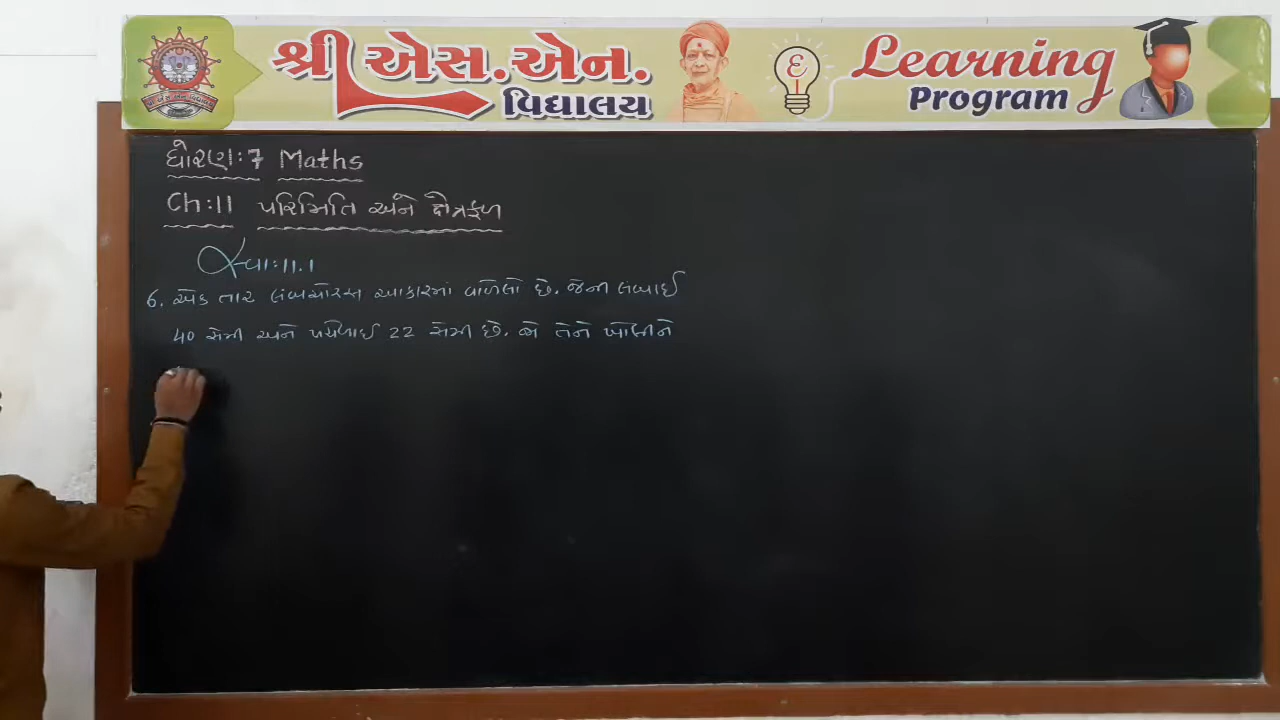 શ્રી એસ.એન.
વિદ્યાલય
Learning
Program
ધોરણ:7 Maths
Ch:11 પરિમિતિ અને ક્ષેત્રફળ
સ્વા:11.1
6. એક તાર લંબચોરસ આકારમાં વાળેલો છે. જેની લંબાઈ
40 સેમી અને પહોળાઈ 22 સેમી છે. જો તેને ખોલીને